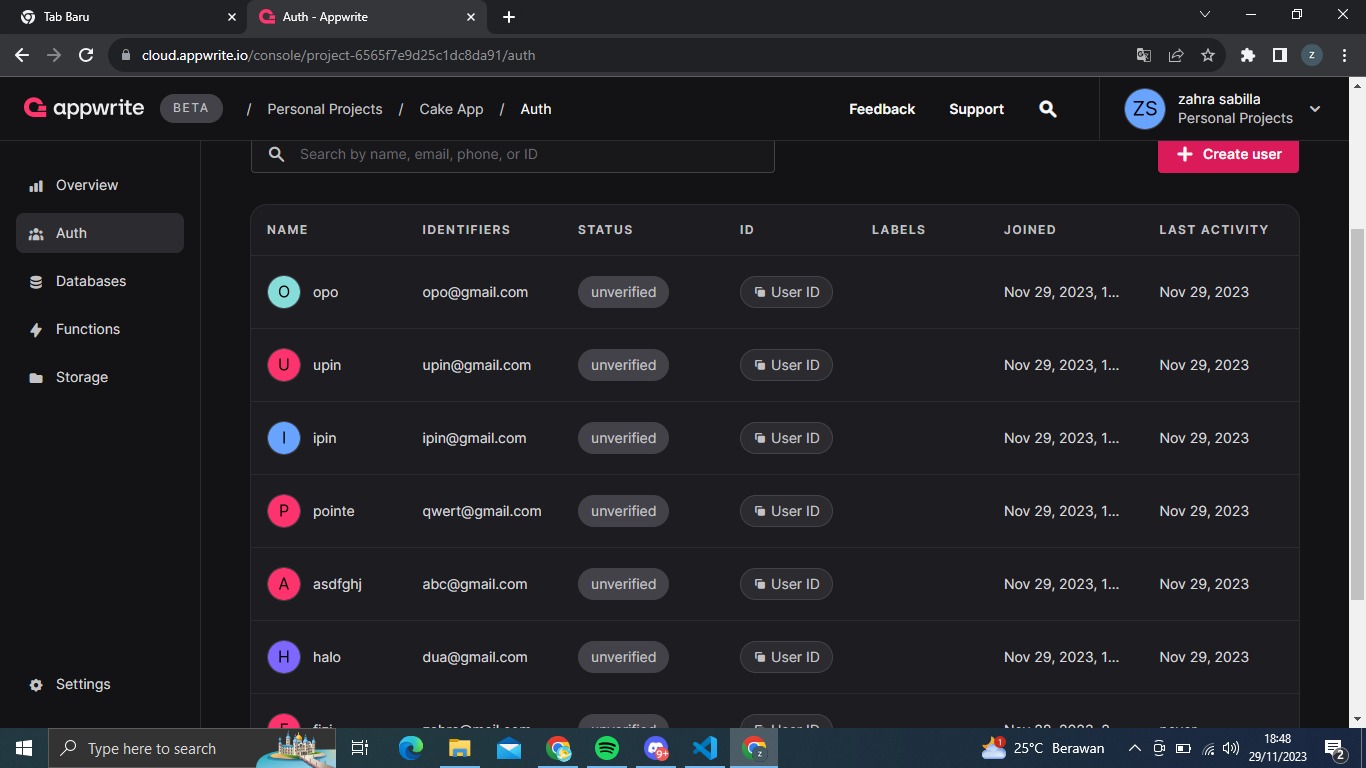 Tab Baru
Auth - Appwrite
cloud.appwrite.io/console/project-6565f7e9d25c1dc8da91/auth
z
appwrite BETA / Personal Projects / Cake App / Auth
Feedback Support
ZS zahra sabilla
Personal Projects
Search by name, email, phone, or ID
Create user
Overview
Auth
Databases
Functions
Storage
Settings
NAME IDENTIFIERS STATUS ID LABELS JOINED LAST ACTIVITY
O opo opo@gmail.com unverified User ID Nov 29, 2023, 1... Nov 29, 2023
U upin upin@gmail.com unverified User ID Nov 29, 2023, 1... Nov 29, 2023
I ipin ipin@gmail.com unverified User ID Nov 29, 2023, 1... Nov 29, 2023
P pointe qwert@gmail.com unverified User ID Nov 29, 2023, 1... Nov 29, 2023
A asdfghj abc@gmail.com unverified User ID Nov 29, 2023, 1... Nov 29, 2023
H halo dua@gmail.com unverified User ID Nov 29, 2023, 1... Nov 29, 2023
Type here to search
9+
z
1
25°C Berawan
18:48
29/11/2023
2